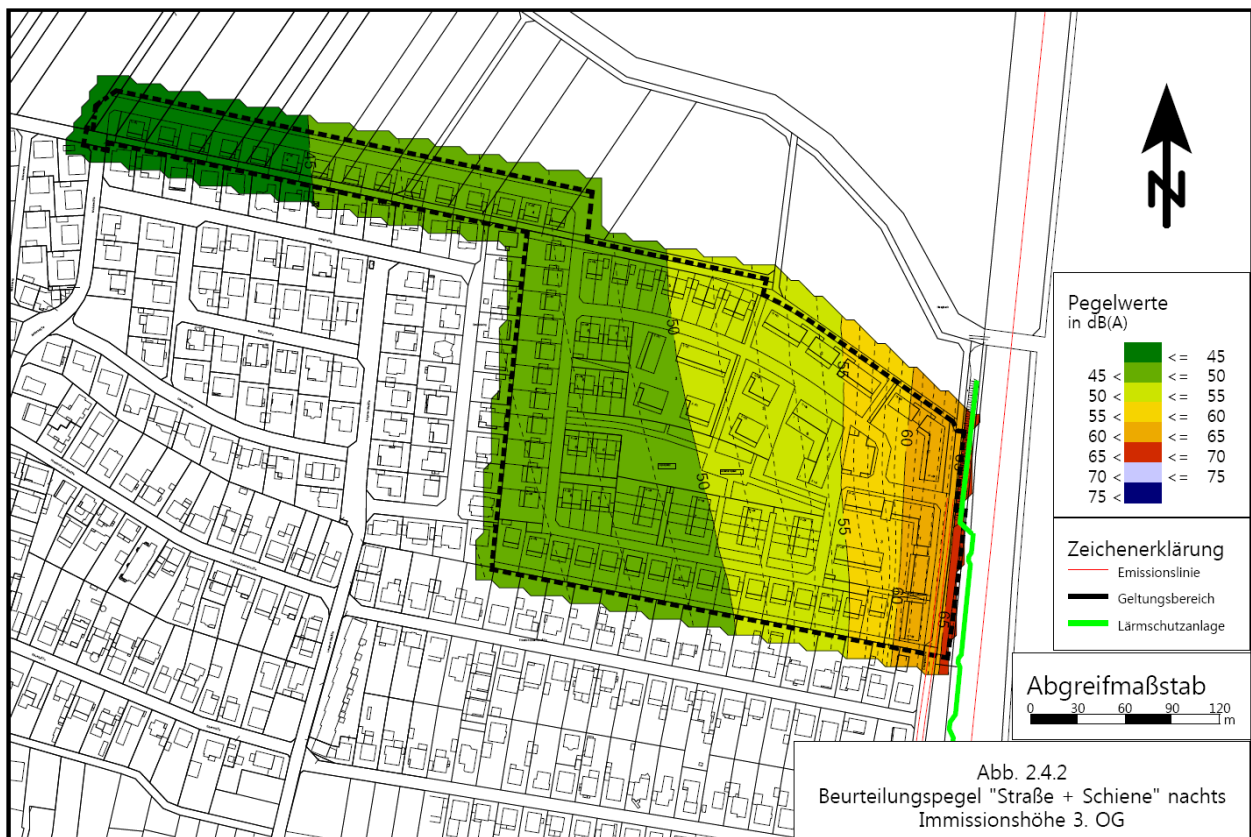 45
50
55
60
65
50
55
60
65
N
Pegelwerte
in dB(A)
<= 45
45 < <= 50
50 < <= 55
55 < <= 60
60 < <= 65
65 < <= 70
70 < <= 75
75 <
Zeichenerklärung
Emissionslinie
Geltungsbereich
Lärmschutzanlage
Abgreifmaßstab
0 30 60 90 120
m
Abb. 2.4.2
Beurteilungspegel "Straße + Schiene" nachts
Immissionshöhe 3. OG